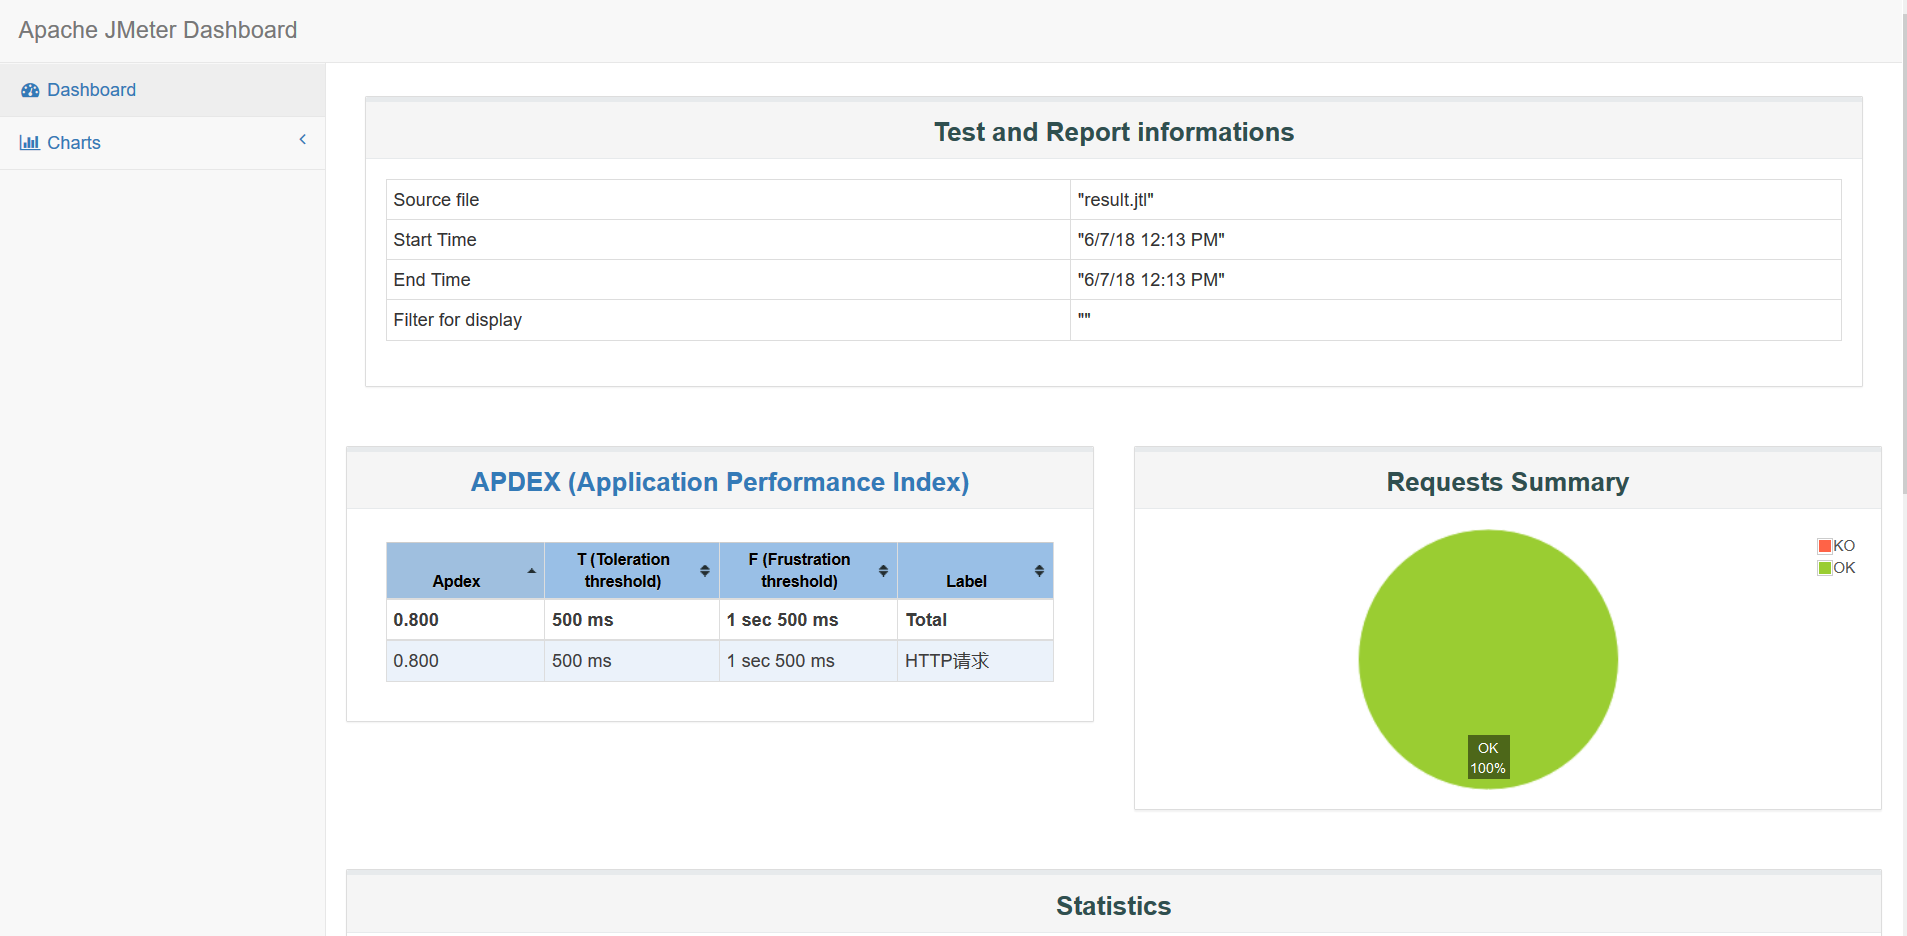 Apache JMeter Dashboard
Dashboard
Charts
Test and Report informations
Source file "result.jtl"
Start Time "6/7/18 12:13 PM"
End Time "6/7/18 12:13 PM"
Filter for display ""
APDEX (Application Performance Index)
Apdex T (Toleration threshold) F (Frustration threshold) Label
0.800 500 ms 1 sec 500 ms Total
0.800 500 ms 1 sec 500 ms HTTP请求
Requests Summary
KO
OK
OK
100%
Statistics